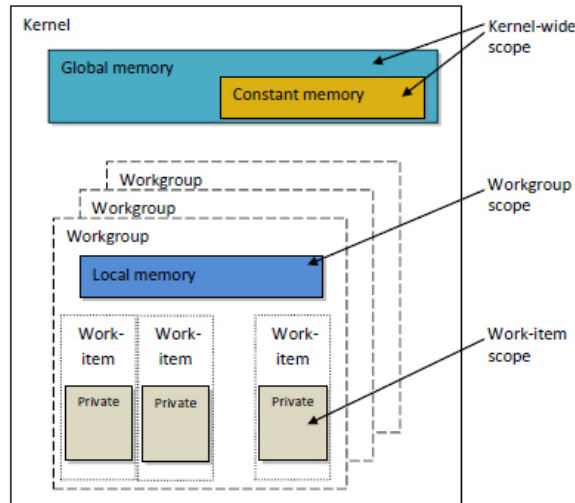 Kernel
Kernel-wide
scope
Global memory
Constant memory
Workgroup
Workgroup
Workgroup
Workgroup
scope
Local memory
Work-
item
Work-
item
Work-
item
Work-item
scope
Private
Private
Private